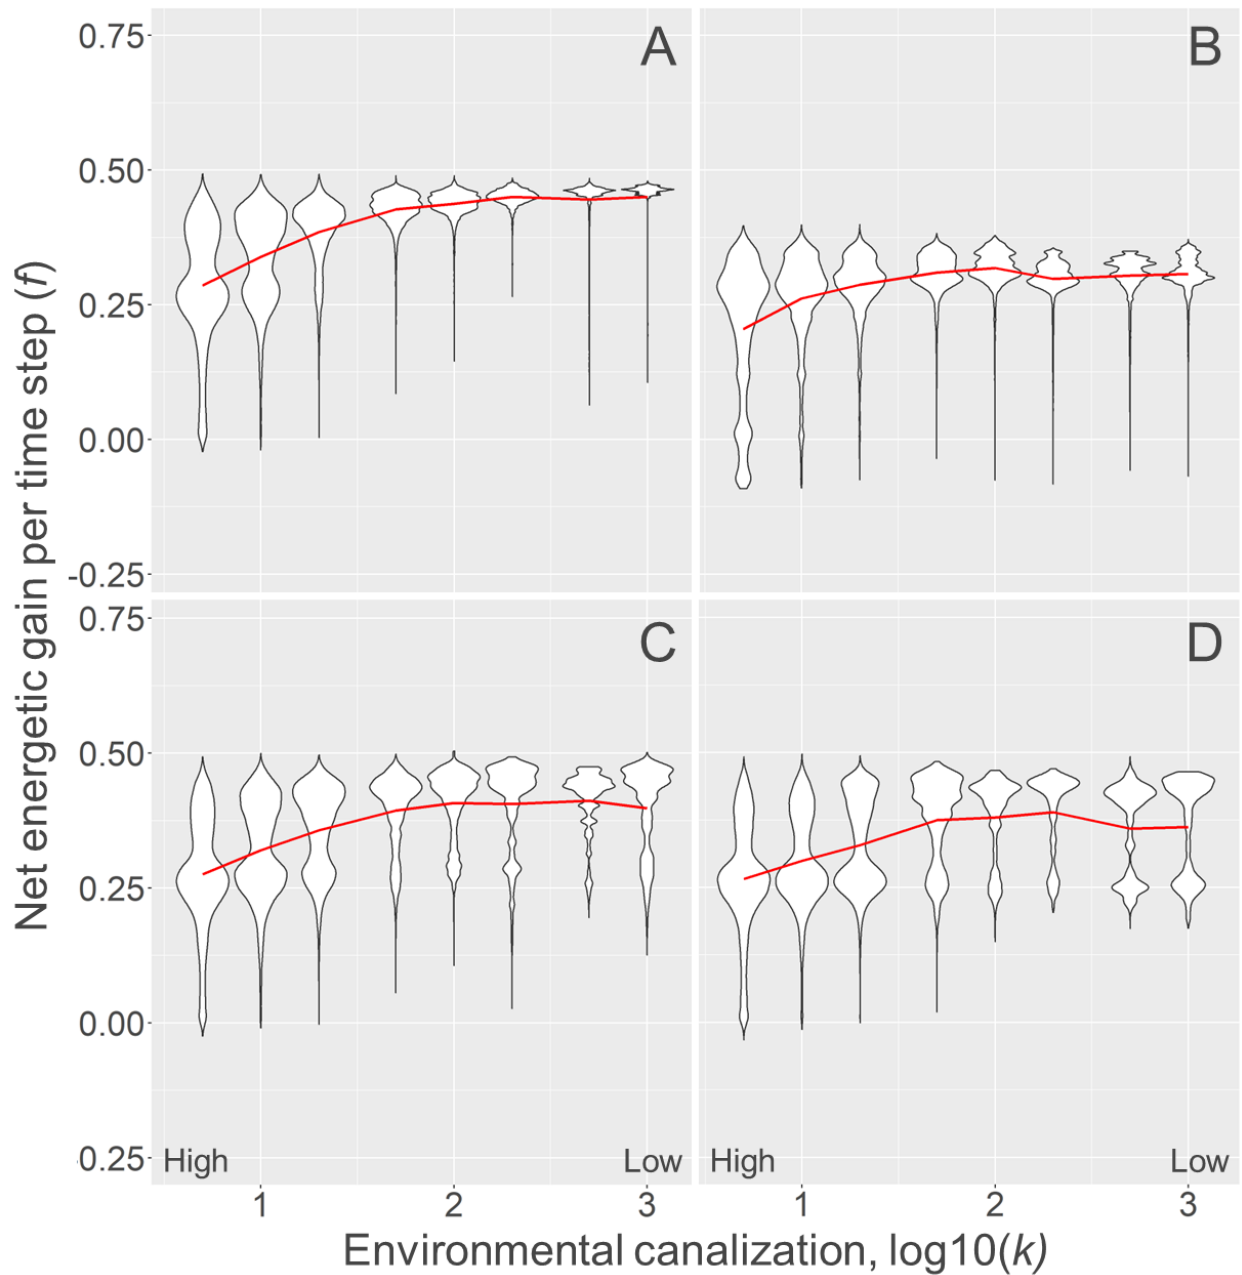 Net energetic gain per time step (f)
A
B
0.75
0.50
0.25
0.00
-0.25
C
D
0.75
0.50
0.25
0.00
0.25
High
Low
High
Low
1
2
3
1
2
3
Environmental canalization, log10(k)